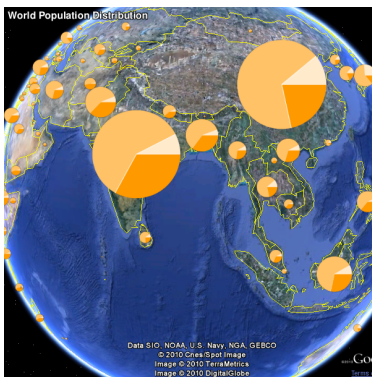 World Population Distribution
Data SIO, NOAA, U.S. Navy, NGA, GEBCO
© 2010 Cnes/Spot Image
Image © 2010 TerraMetrics
Image © 2010 DigitalGlobe
Terms